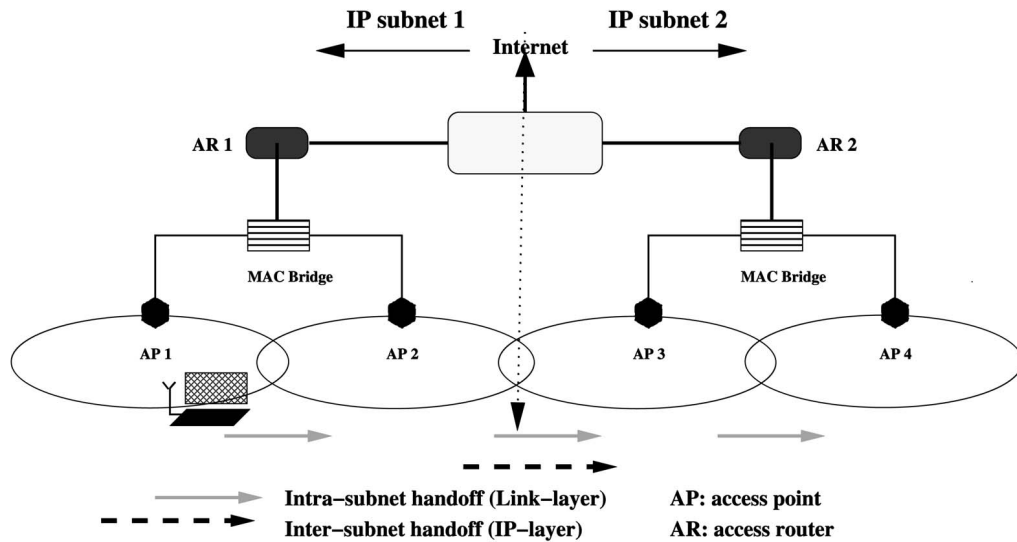 IP subnet 1
IP subnet 2
Internet
AR 1
AR 2
MAC Bridge
MAC Bridge
AP 1
AP 2
AP 3
AP 4
Intra-subnet handoff (Link-layer)
AP: access point
Inter-subnet handoff (IP-layer)
AR: access router